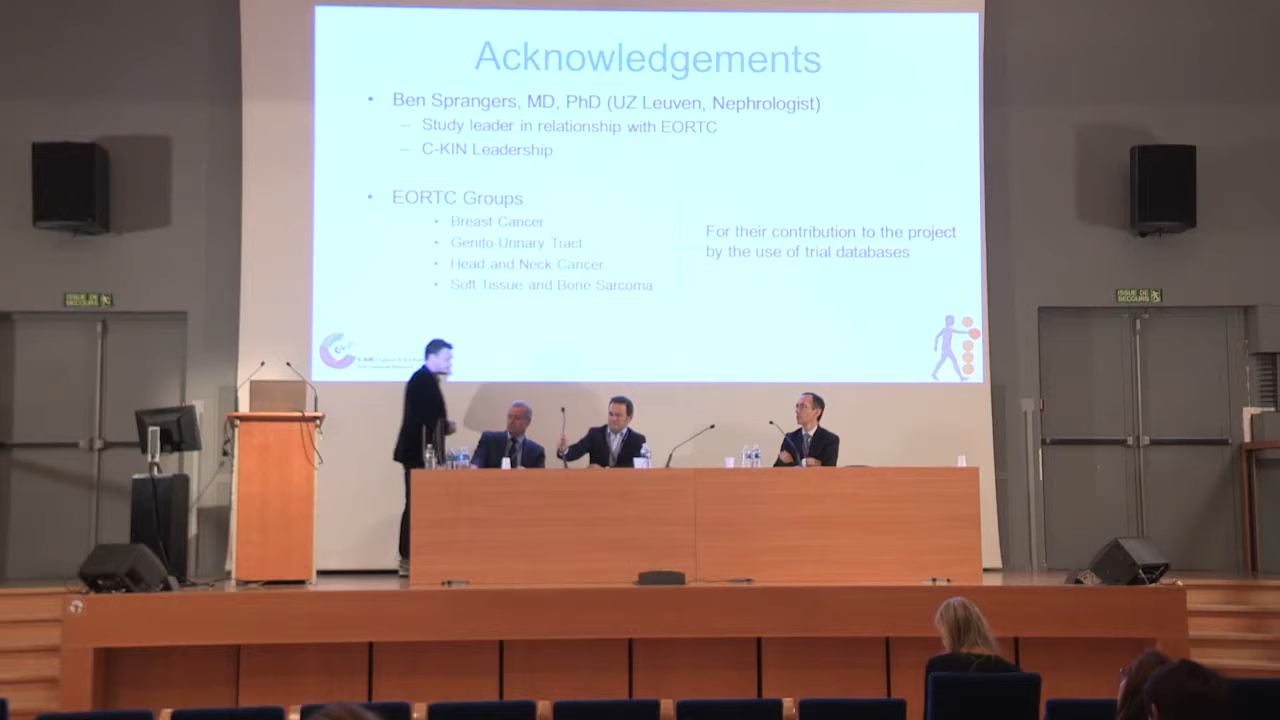 Acknowledgements
• Ben Sprangers, MD, PhD (UZ Leuven, Nephrologist)
– Study leader in relationship with EORTC
– C-KIN Leadership
• EORTC Groups
• Breast Cancer
• Genito-Urinary Tract
• Head and Neck Cancer
• Soft Tissue and Bone Sarcoma
For their contribution to the project
by the use of trial databases
ISSUE DE
SECOURS
ISSUE DE
SECOURS